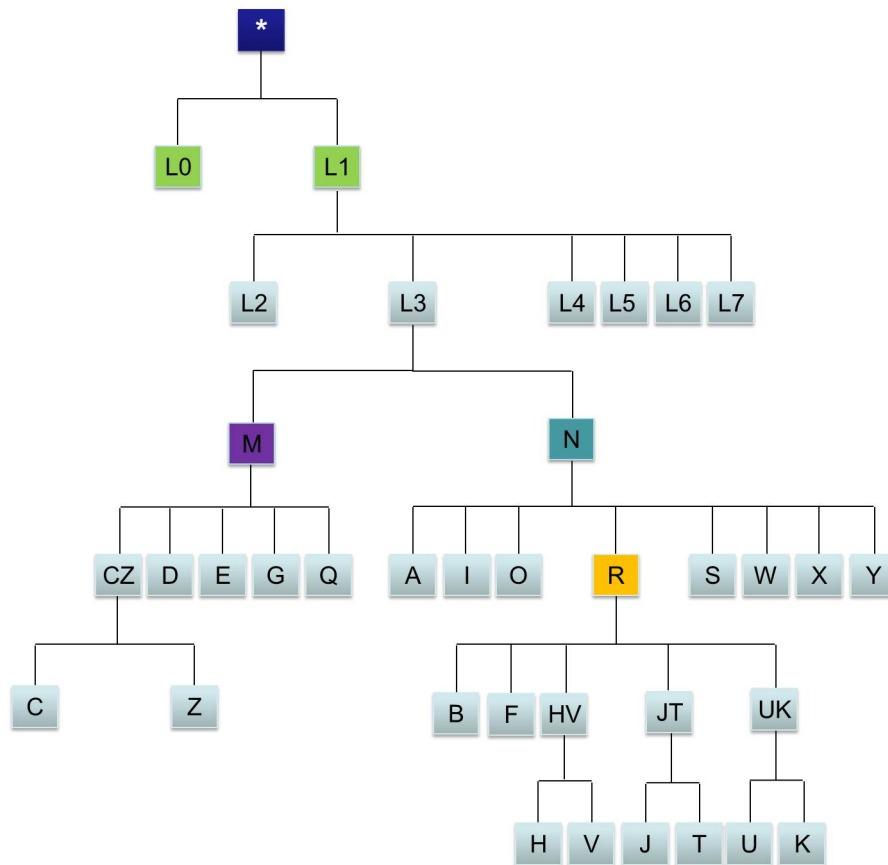 *
L0 L1
L2 L3 L4 L5 L6 L7
M N
CZ D E G Q A I O R S W X Y
C Z B F HV JT UK
H V J T U K